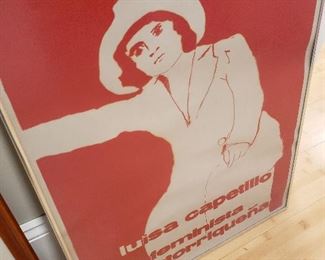 luisa capetillo
feminista
orriqueña